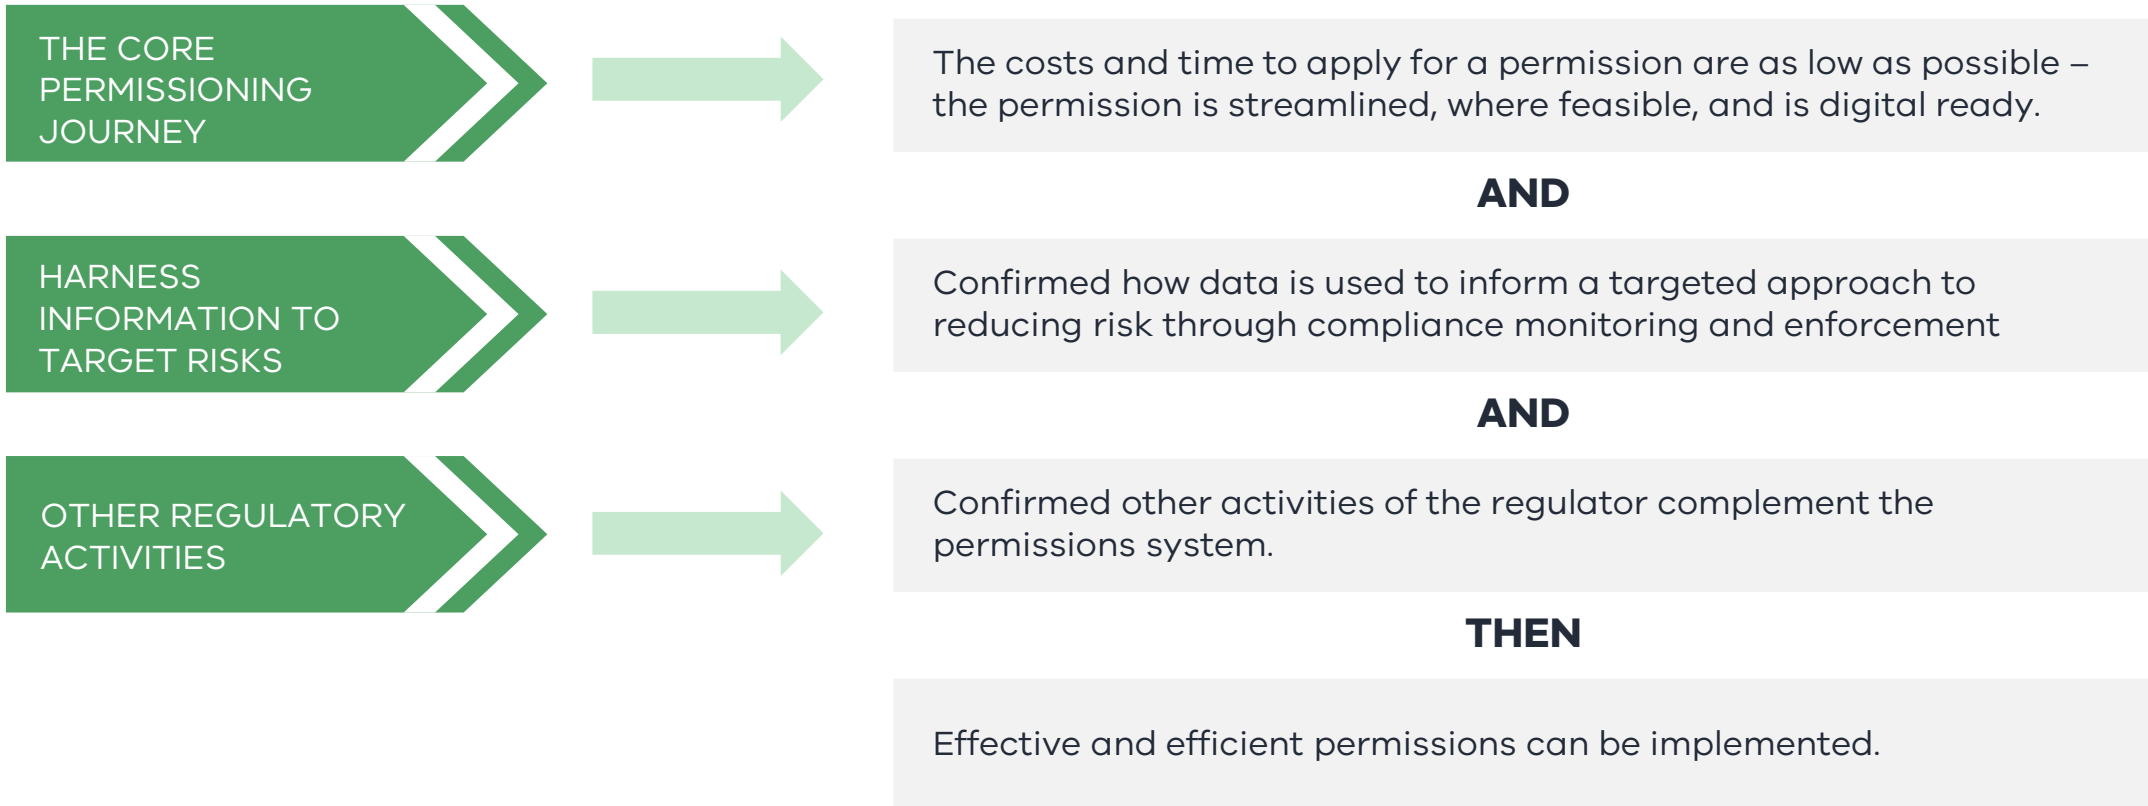 THE CORE
PERMISSIONING
JOURNEY
The costs and time to apply for a permission are as low as possible –
the permission is streamlined, where feasible, and is digital ready.
AND
HARNESS
INFORMATION TO
TARGET RISKS
Confirmed how data is used to inform a targeted approach to
reducing risk through compliance monitoring and enforcement
AND
OTHER REGULATORY
ACTIVITIES
Confirmed other activities of the regulator complement the
permissions system.
THEN
Effective and efficient permissions can be implemented.